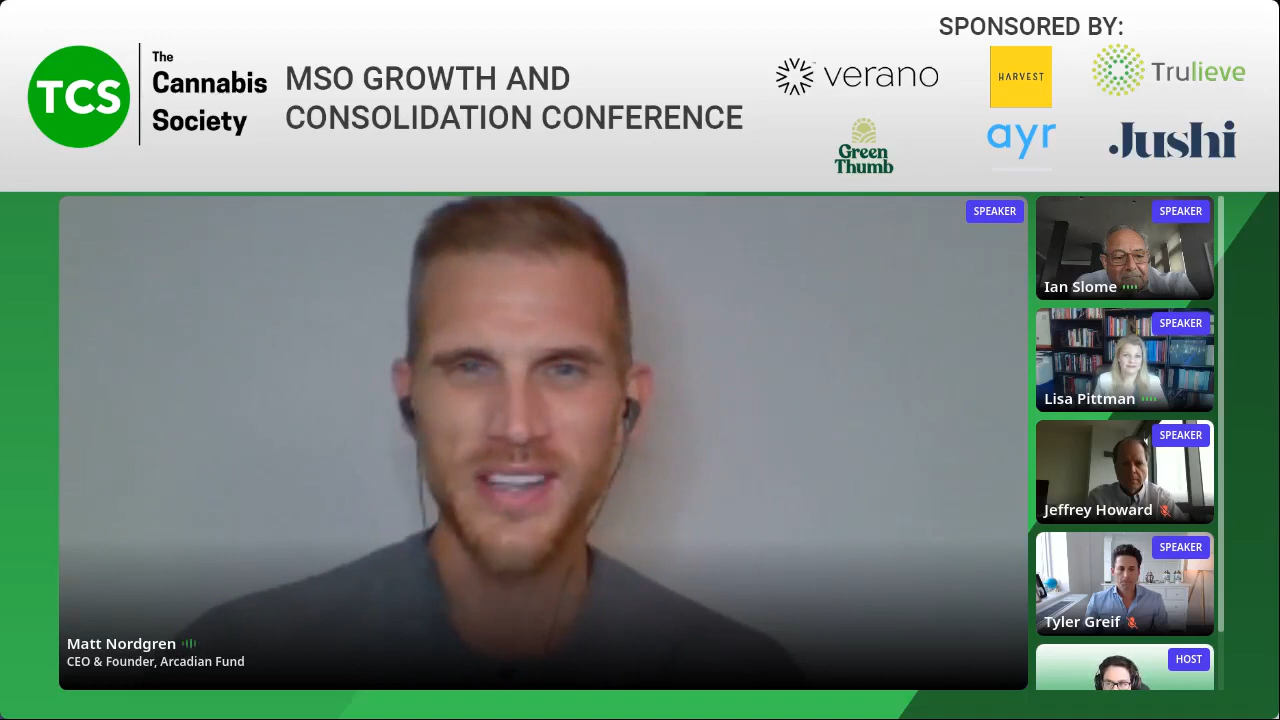 SPONSORED BY:
TCS
The
Cannabis
Society
MSO GROWTH AND
CONSOLIDATION CONFERENCE
verano
HARVEST
Trulieve
Green
Thumb
ayr
Jushi
SPEAKER
Matt Nordgren
CEO & Founder, Arcadian Fund
SPEAKER
Ian Slome
SPEAKER
Lisa Pittman
SPEAKER
Jeffrey Howard
SPEAKER
Tyler Greif
HOST